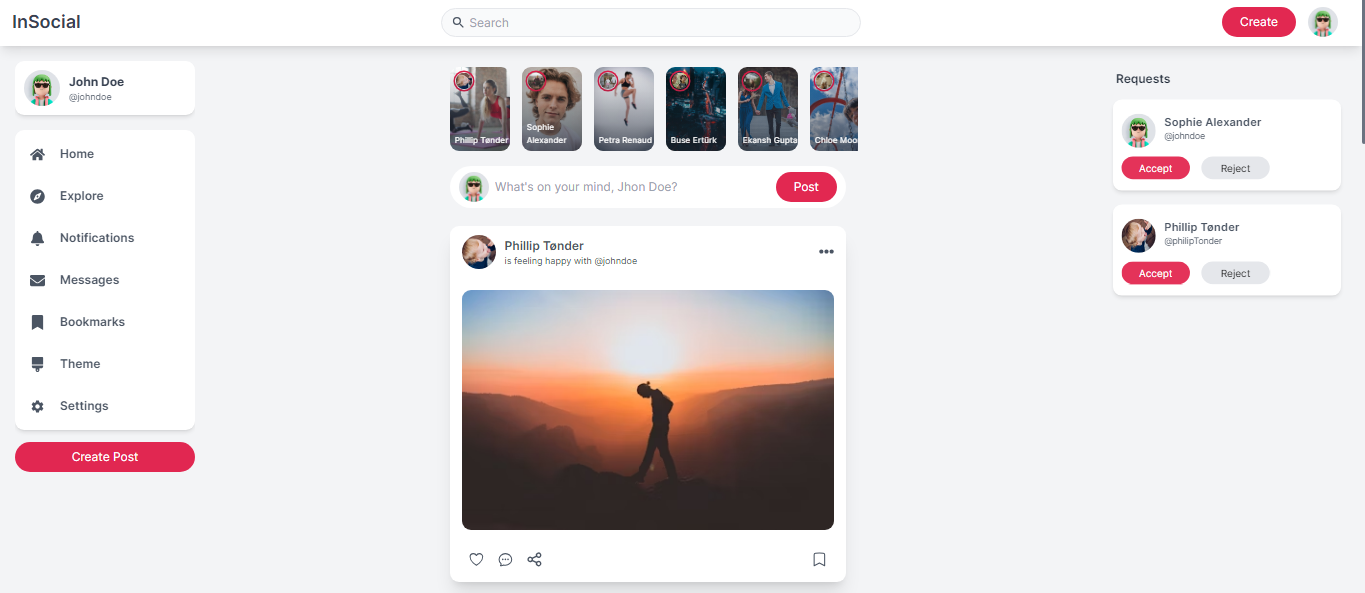 InSocial
Search
Create
John Doe
@johndoe
Home
Explore
Notifications
Messages
Bookmarks
Theme
Settings
Create Post
Phillip Tønder
Sophie
Alexander
Petra Renaud
Buse Ertürk
Ekansh Gupta
Chloe Moo
What's on your mind, Jhon Doe?
Post
Phillip Tønder
is feeling happy with @johndoe
Requests
Sophie Alexander
@johndoe
Accept
Reject
Phillip Tønder
@philipTonder
Accept
Reject